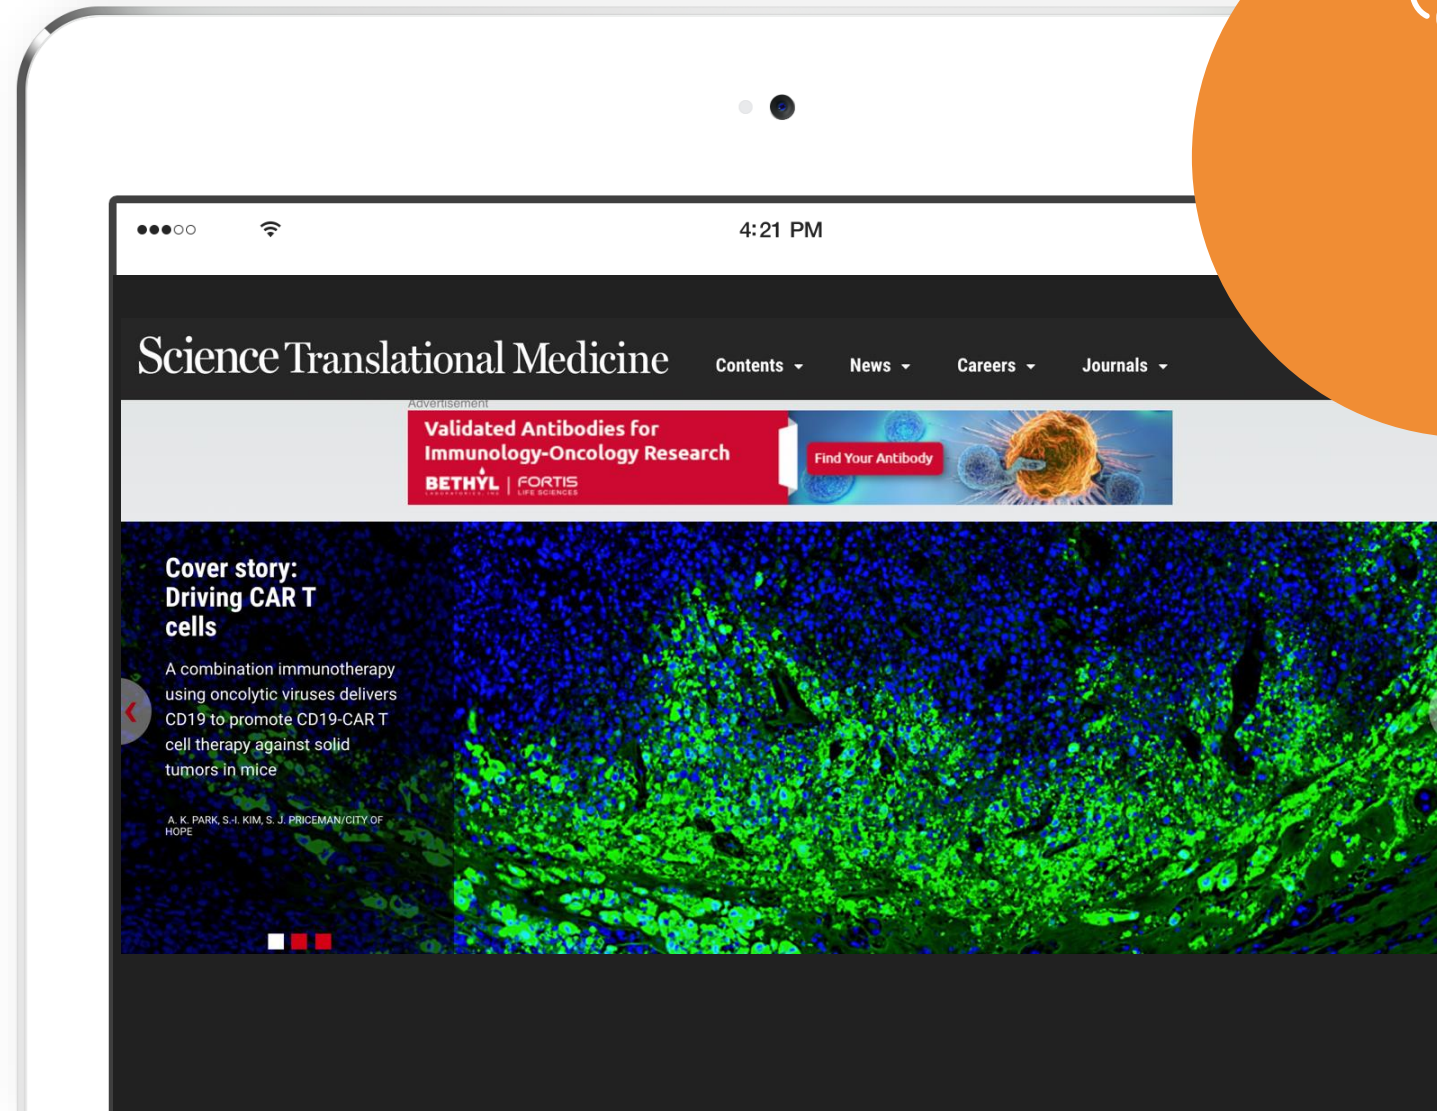 4:21 PM
Science Translational Medicine
Contents
News
Careers
Journals
Advertisement
Validated Antibodies for
Immunology-Oncology Research
BETHYL | FORTIS
LABORATORIES, INC LIFE SCIENCES
Find Your Antibody
Cover story:
Driving CAR T
cells
A combination immunotherapy
using oncolytic viruses delivers
CD19 to promote CD19-CAR T
cell therapy against solid
tumors in mice
A. K. PARK, S.-I. KIM, S. J. PRICEMAN/CITY OF
HOPE